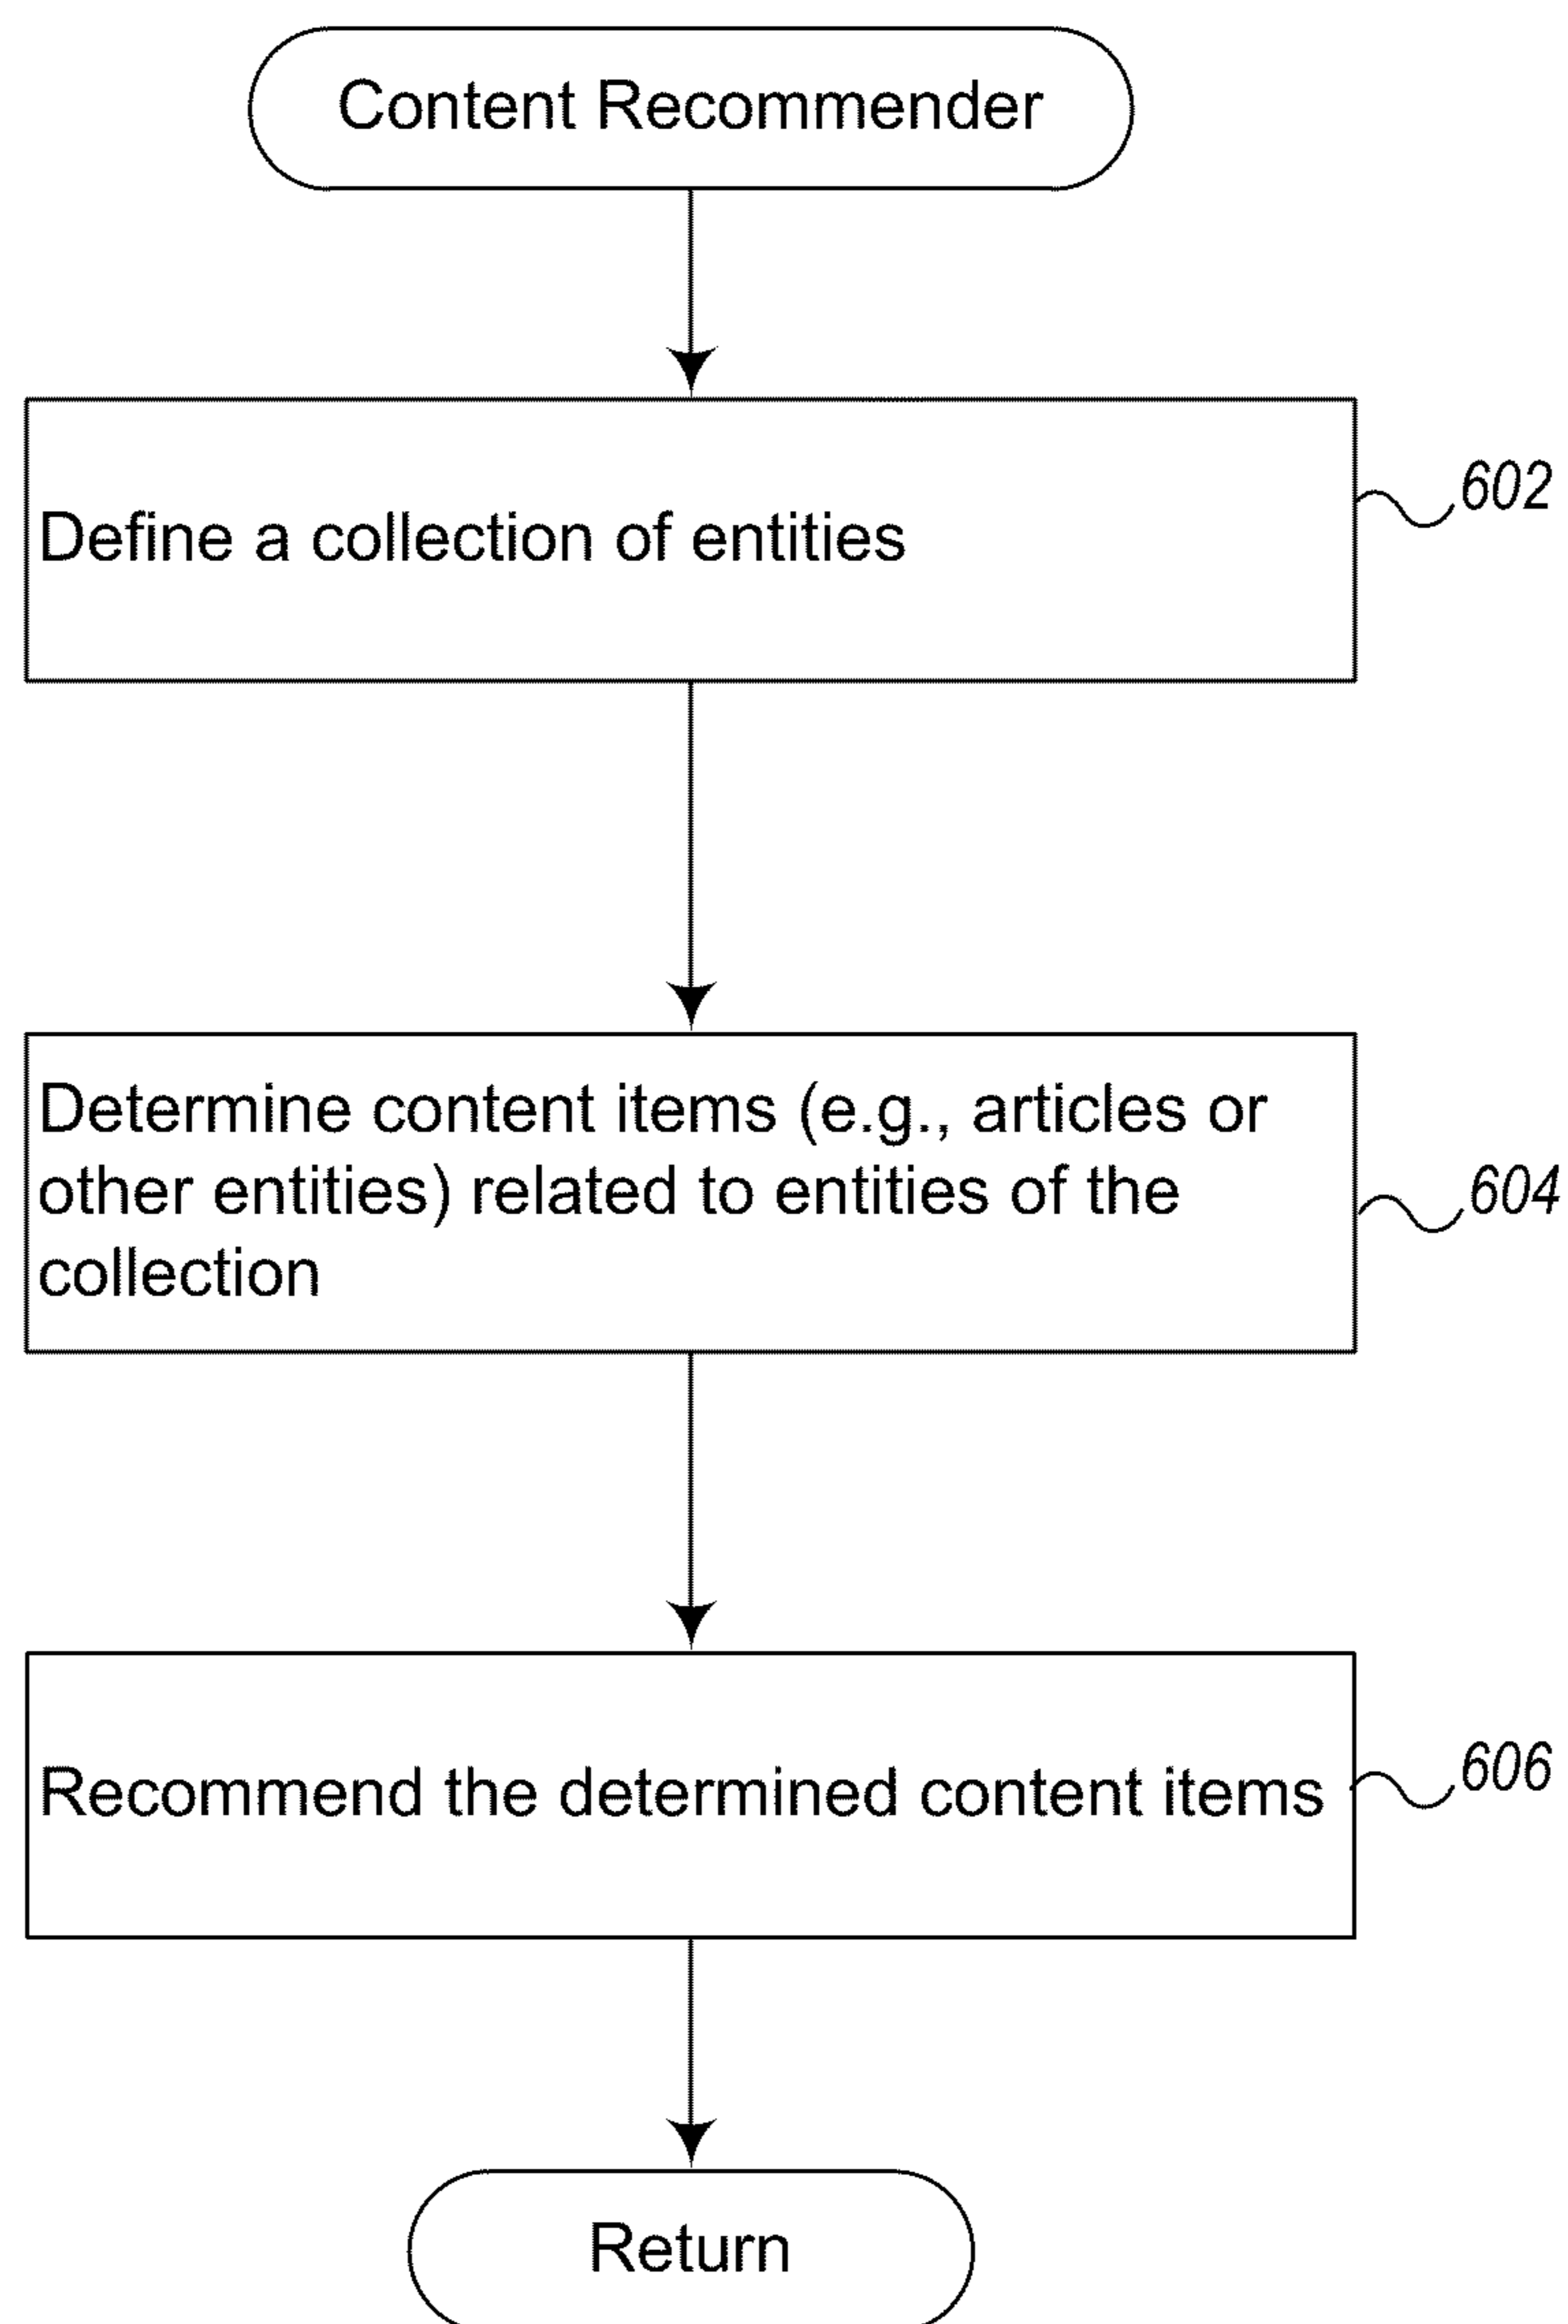 Content Recommender
Define a collection of entities
602
Determine content items (e.g., articles or
other entities) related to entities of the
collection
604
Recommend the determined content items
606
Return